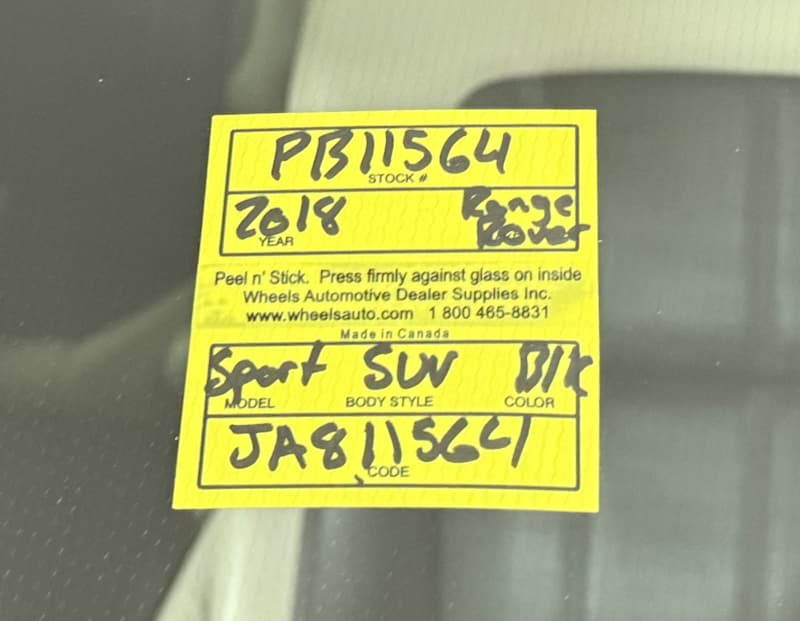 PB11564
STOCK #
2018 Range
YEAR Rover
Peel n' Stick. Press firmly against glass on inside
Wheels Automotive Dealer Supplies Inc.
www.wheelsauto.com 1 800 465-8831
Made in Canada
Sport SUV Blk
MODEL BODY STYLE COLOR
JA811564
CODE